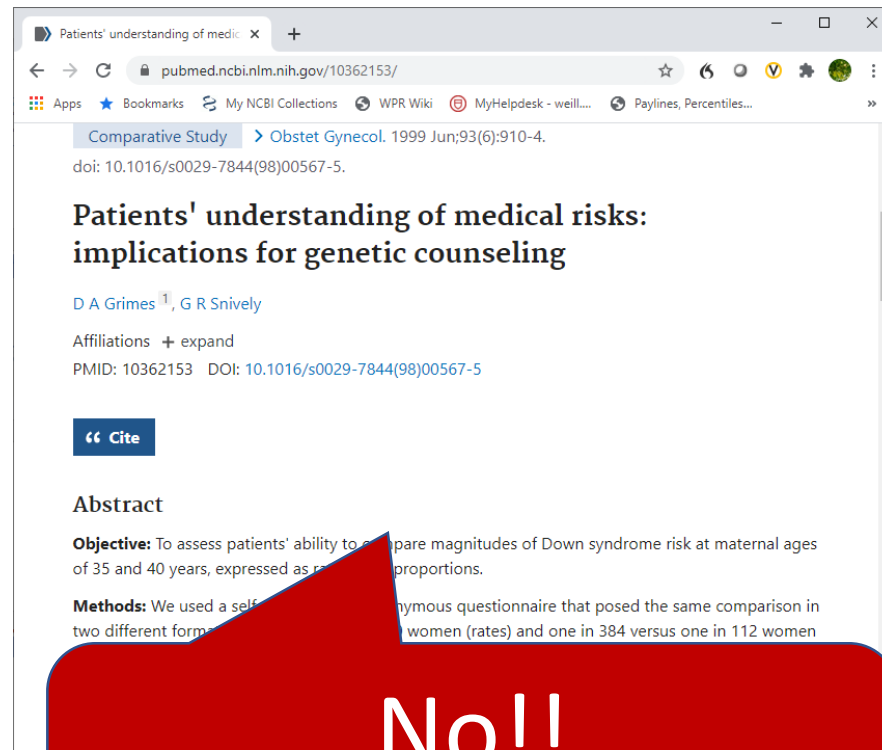 Patients' understanding of medic
pubmed.ncbi.nlm.nih.gov/10362153/
Apps Bookmarks My NCBI Collections WPR Wiki MyHelpdesk - weill.... Paylines, Percentiles... »
Comparative Study > Obstet Gynecol. 1999 Jun;93(6):910-4.
doi: 10.1016/s0029-7844(98)00567-5.
Patients' understanding of medical risks:
implications for genetic counseling
D A Grimes 1, G R Snively
Affiliations + expand
PMID: 10362153 DOI: 10.1016/s0029-7844(98)00567-5
Cite
Abstract
Objective: To assess patients' ability to magnitudes of Down syndrome risk at maternal ages
of 35 and 40 years, expressed as proportions.
Methods: We used a questionnaire that posed the same comparison in
two different women (rates) and one in 384 versus one in 112 women
No!!